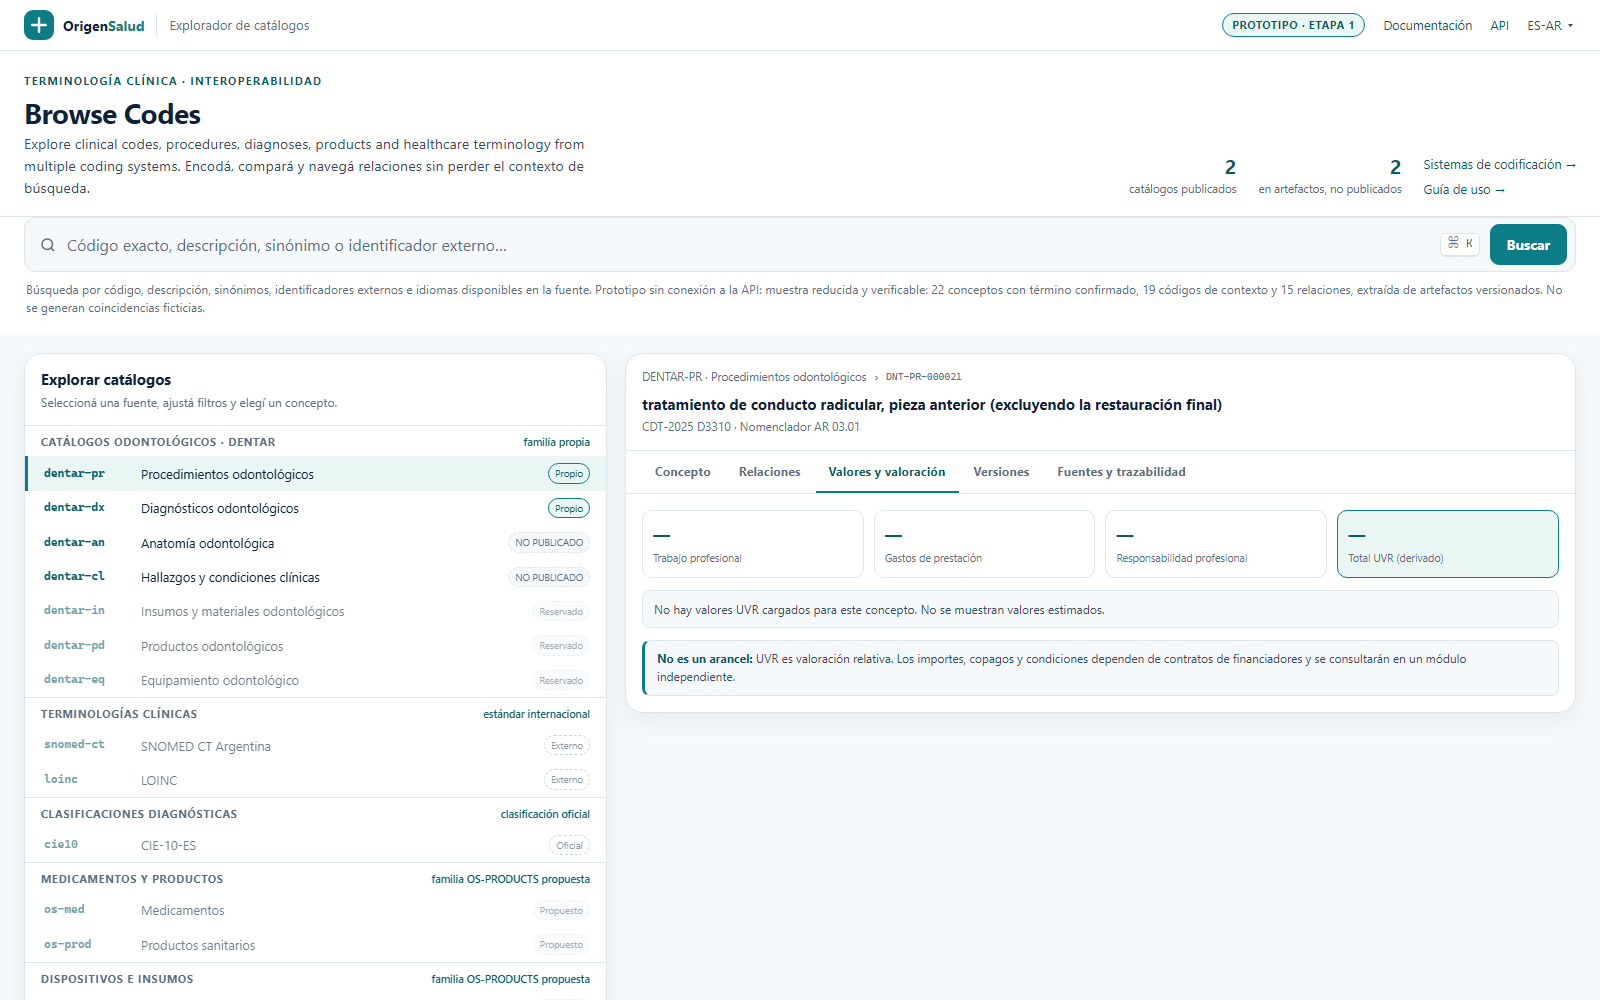 OrigenSalud
Explorador de catálogos
PROTOTIPO · ETAPA 1
Documentación
API
ES-AR
TERMINOLOGÍA CLÍNICA · INTEROPERABILIDAD
Browse Codes
Explore clinical codes, procedures, diagnoses, products and healthcare terminology from
multiple coding systems. Encodá, compará y navegá relaciones sin perder el contexto de
búsqueda.
2
catálogos publicados
2
en artefactos, no publicados
Sistemas de codificación →
Guía de uso →
Código exacto, descripción, sinónimo o identificador externo...
⌘ K
Buscar
Búsqueda por código, descripción, sinónimos, identificadores externos e idiomas disponibles en la fuente. Prototipo sin conexión a la API: muestra reducida y verificable: 22 conceptos con término confirmado, 19 códigos de contexto y 15 relaciones, extraída de artefactos versionados. No
se generan coincidencias ficticias.
Explorar catálogos
Seleccioná una fuente, ajustá filtros y elegí un concepto.
CATÁLOGOS ODONTOLÓGICOS · DENTAR
familia propia
dentar-pr Procedimientos odontológicos Propio
dentar-dx Diagnósticos odontológicos Propio
dentar-an Anatomía odontológica NO PUBLICADO
dentar-cl Hallazgos y condiciones clínicas NO PUBLICADO
dentar-in Insumos y materiales odontológicos Reservado
dentar-pd Productos odontológicos Reservado
dentar-eq Equipamiento odontológico Reservado
TERMINOLOGÍAS CLÍNICAS
estándar internacional
snomed-ct SNOMED CT Argentina Externo
loinc LOINC Externo
CLASIFICACIONES DIAGNÓSTICAS
clasificación oficial
cie10 CIE-10-ES Oficial
MEDICAMENTOS Y PRODUCTOS
familia OS-PRODUCTS propuesta
os-med Medicamentos Propuesto
os-prod Productos sanitarios Propuesto
DISPOSITIVOS E INSUMOS
familia OS-PRODUCTS propuesta
DENTAR-PR · Procedimientos odontológicos › DNT-PR-000021
tratamiento de conducto radicular, pieza anterior (excluyendo la restauración final)
CDT-2025 D3310 · Nomenclador AR 03.01
Concepto
Relaciones
Valores y valoración
Versiones
Fuentes y trazabilidad
—
Trabajo profesional
—
Gastos de prestación
—
Responsabilidad profesional
—
Total UVR (derivado)
No hay valores UVR cargados para este concepto. No se muestran valores estimados.
No es un arancel: UVR es valoración relativa. Los importes, copagos y condiciones dependen de contratos de financiadores y se consultarán en un módulo
independiente.